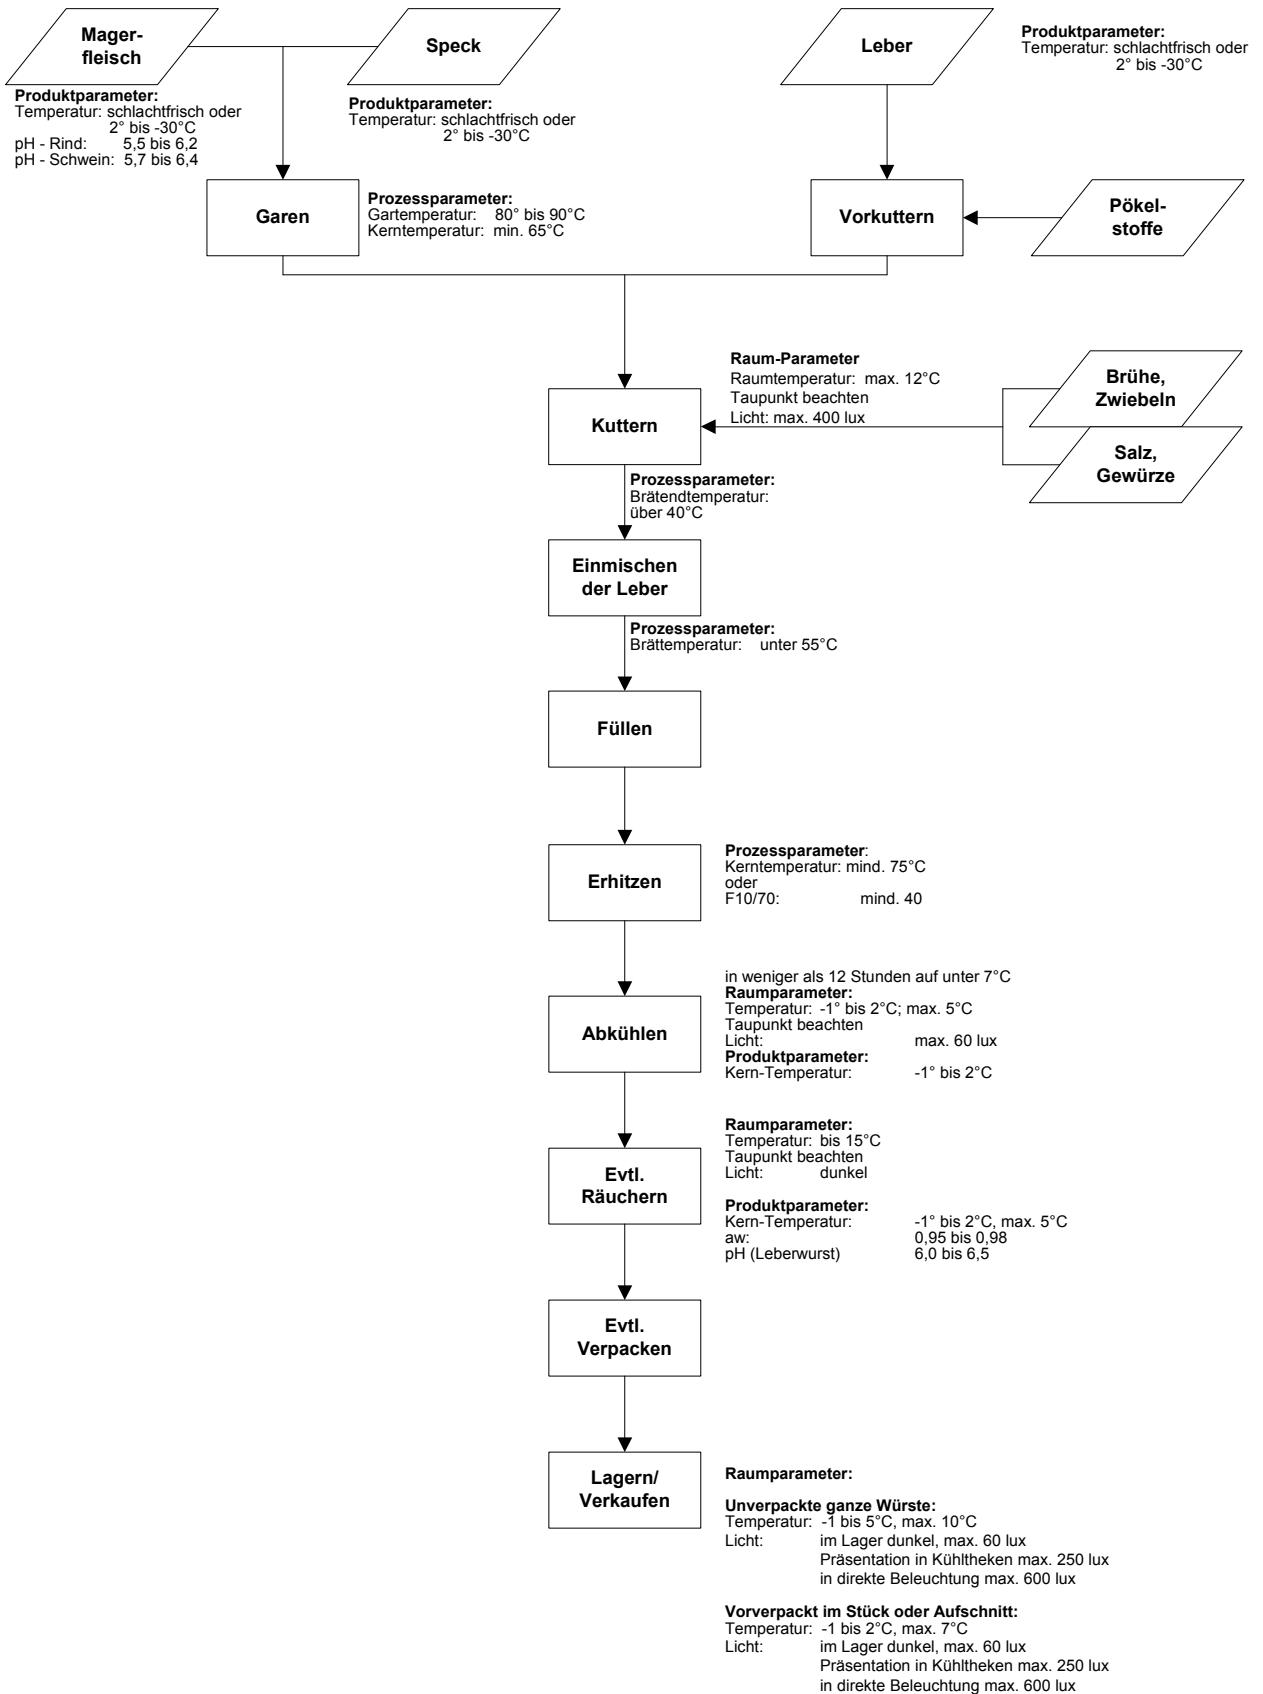 Mager-
fleisch
Speck
Leber
Produktparameter:
Temperatur: schlachtfrisch oder
2° bis -30°C
Produktparameter:
Temperatur: schlachtfrisch oder
2° bis -30°C
pH - Rind: 5,5 bis 6,2
pH - Schwein: 5,7 bis 6,4
Produktparameter:
Temperatur: schlachtfrisch oder
2° bis -30°C
Garen
Prozessparameter:
Gartemperatur: 80° bis 90°C
Kerntemperatur: min. 65°C
Vorkuttern
Pökel-
stoffe
Raum-Parameter
Raumtemperatur: max. 12°C
Taupunkt beachten
Licht: max. 400 lux
Brühe,
Zwiebeln
Kuttern
Salz,
Gewürze
Prozessparameter:
Brätendtemperatur:
über 40°C
Einmischen
der Leber
Prozessparameter:
Brättemperatur: unter 55°C
Füllen
Erhitzen
Prozessparameter:
Kerntemperatur: mind. 75°C
oder
F10/70: mind. 40
Abkühlen
in weniger als 12 Stunden auf unter 7°C
Raumparameter:
Temperatur: -1° bis 2°C; max. 5°C
Taupunkt beachten
Licht: max. 60 lux
Produktparameter:
Kern-Temperatur: -1° bis 2°C
Evtl.
Räuchern
Raumparameter:
Temperatur: bis 15°C
Taupunkt beachten
Licht: dunkel
Produktparameter:
Kern-Temperatur: -1° bis 2°C, max. 5°C
aw: 0,95 bis 0,98
pH (Leberwurst) 6,0 bis 6,5
Evtl.
Verpacken
Lagern/
Verkaufen
Raumparameter:
Unverpackte ganze Würste:
Temperatur: -1 bis 5°C, max. 10°C
Licht: im Lager dunkel, max. 60 lux
Präsentation in Kühltheken max. 250 lux
in direkte Beleuchtung max. 600 lux
Vorverpackt im Stück oder Aufschnitt:
Temperatur: -1 bis 2°C, max. 7°C
Licht: im Lager dunkel, max. 60 lux
Präsentation in Kühltheken max. 250 lux
in direkte Beleuchtung max. 600 lux